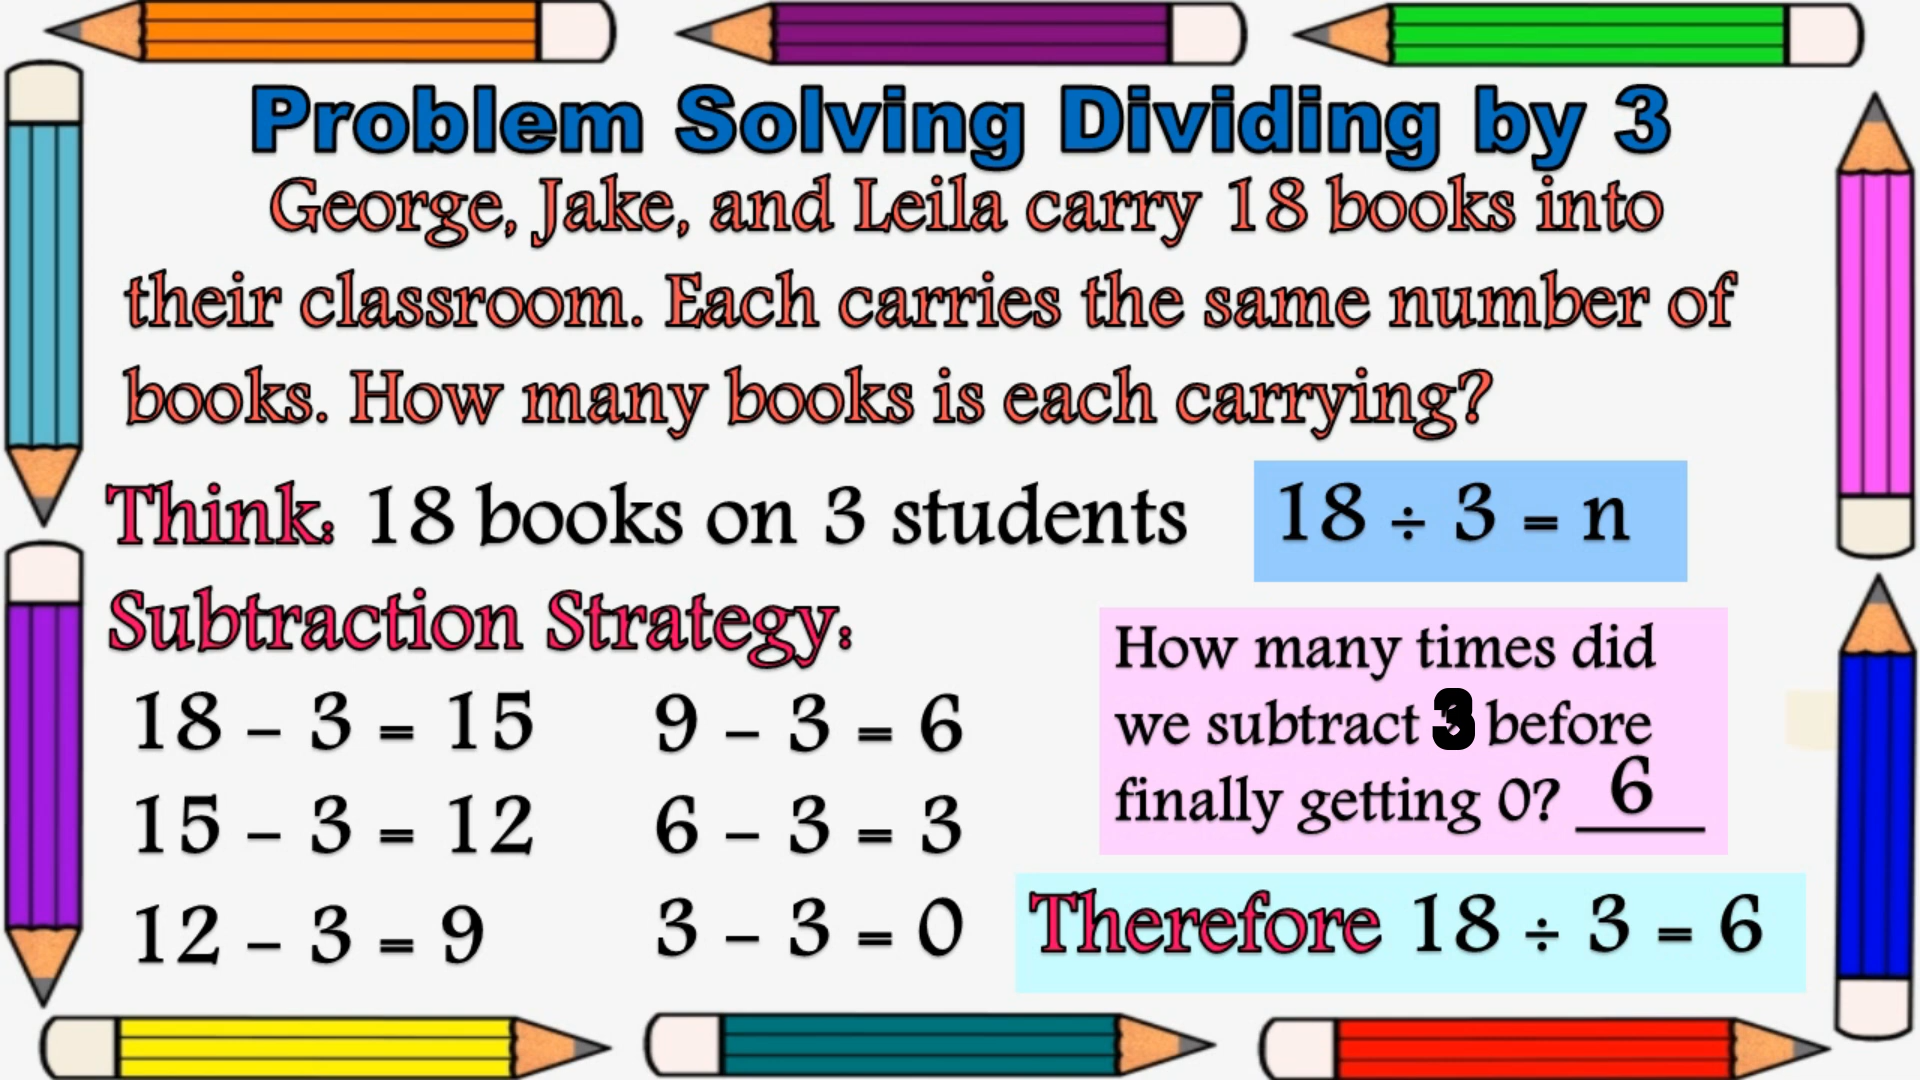 Problem Solving Dividing by 3
George, Jake, and Leila carry 18 books into
their classroom. Each carries the same number of
books. How many books is each carrying?
Think: 18 books on 3 students
18 ÷ 3 = n
Subtraction Strategy:
18 – 3 = 15
15 – 3 = 12
12 – 3 = 9
9 – 3 = 6
6 – 3 = 3
3 – 3 = 0
How many times did
we subtract 3 before
finally getting 0? 6
Therefore 18 ÷ 3 = 6